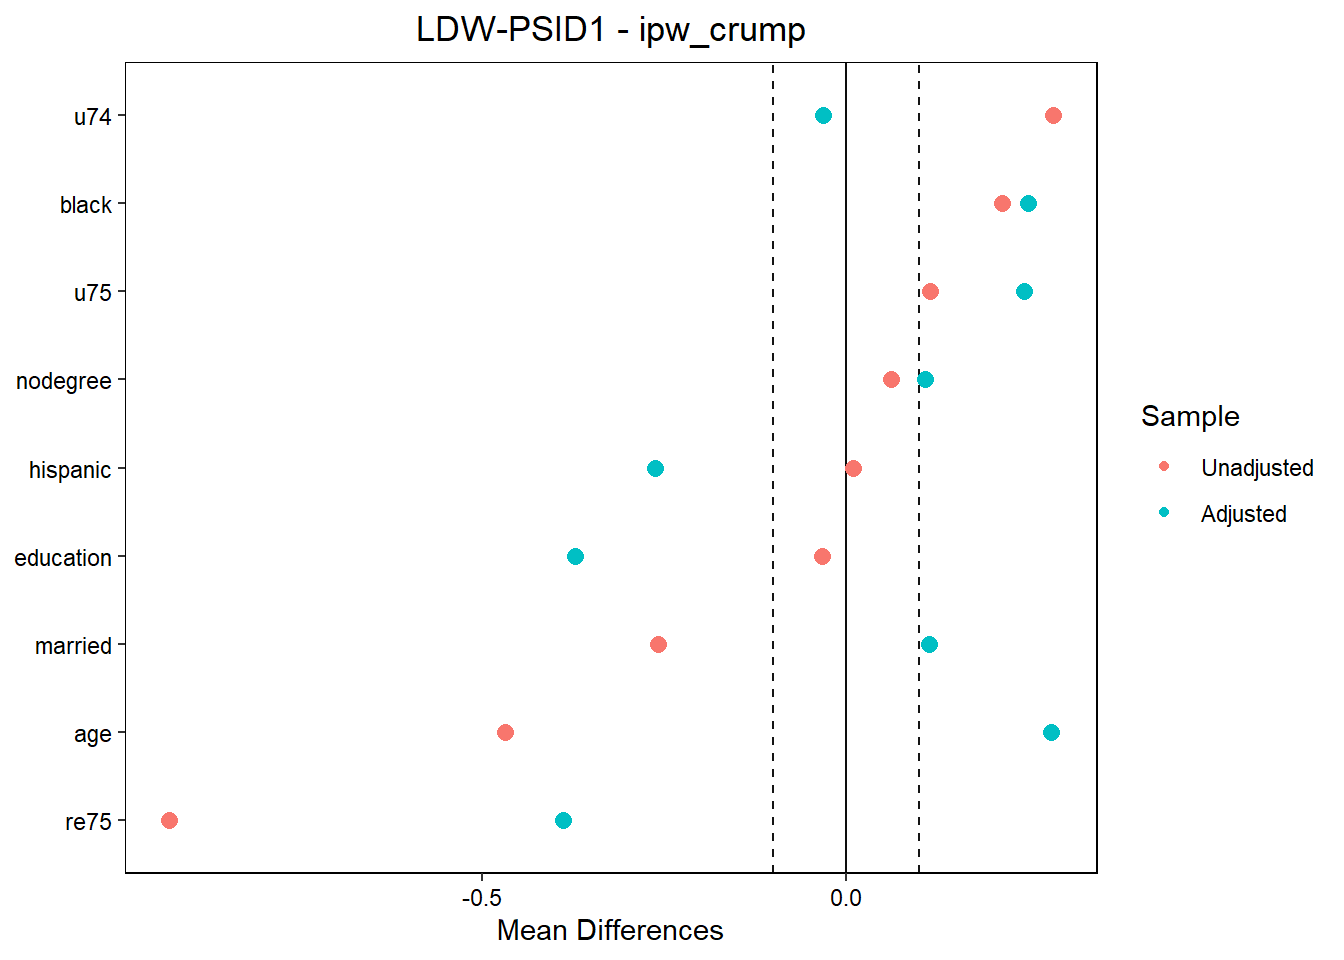 LDW-PSID1 - ipw_crump
u74
black
u75
nodegree
hispanic
education
married
age
re75
-0.5 0.0
Mean Differences
Sample
Unadjusted
Adjusted